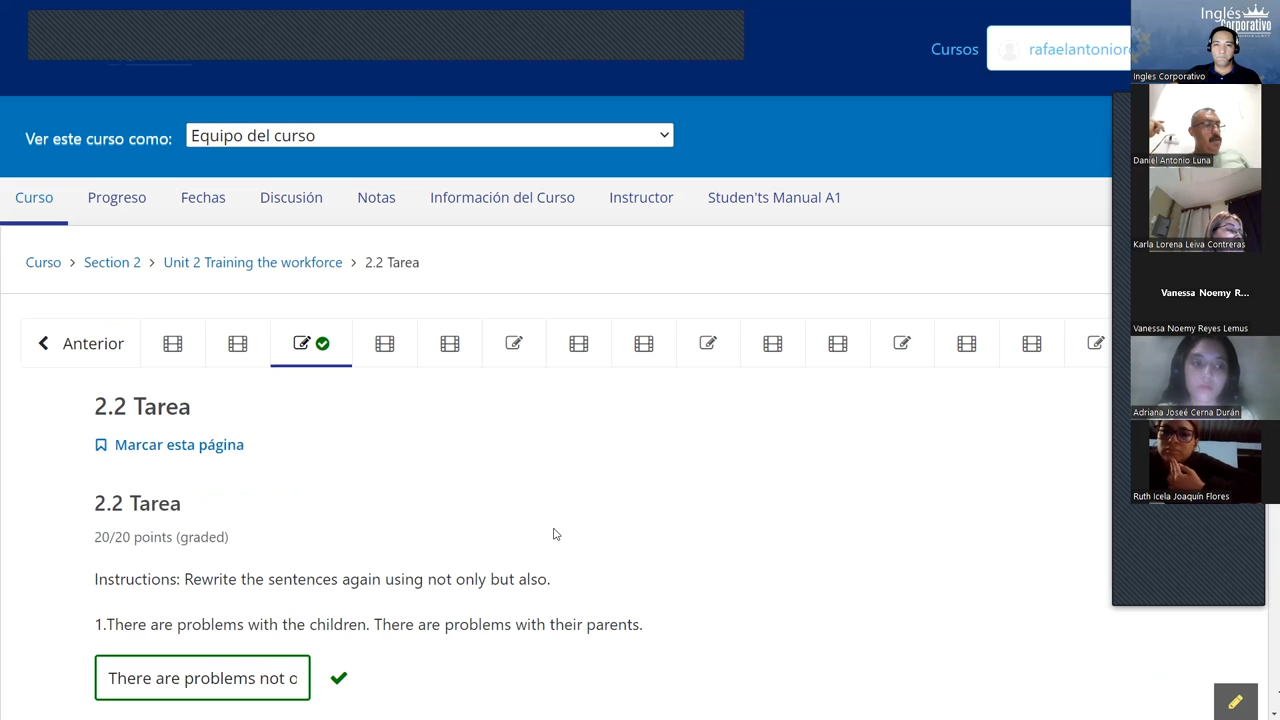 Cursos
rafaelantonior
Inglés
Corporativo
Ingles Corporativo
Ver este curso como:
Equipo del curso
Daniel Antonio Luna
Curso
Progreso
Fechas
Discusión
Notas
Información del Curso
Instructor
Studen'ts Manual A1
Karla Lorena Leiva Contreras
Curso > Section 2 > Unit 2 Training the workforce > 2.2 Tarea
Vanessa Noemy R...
Vanessa Noemy Reyes Lemus
Anterior
2.2 Tarea
Adriana Joseé Cerna Durán
Marcar esta página
Ruth Icela Joaquín Flores
2.2 Tarea
20/20 points (graded)
Instructions: Rewrite the sentences again using not only but also.
1.There are problems with the children. There are problems with their parents.
There are problems not o